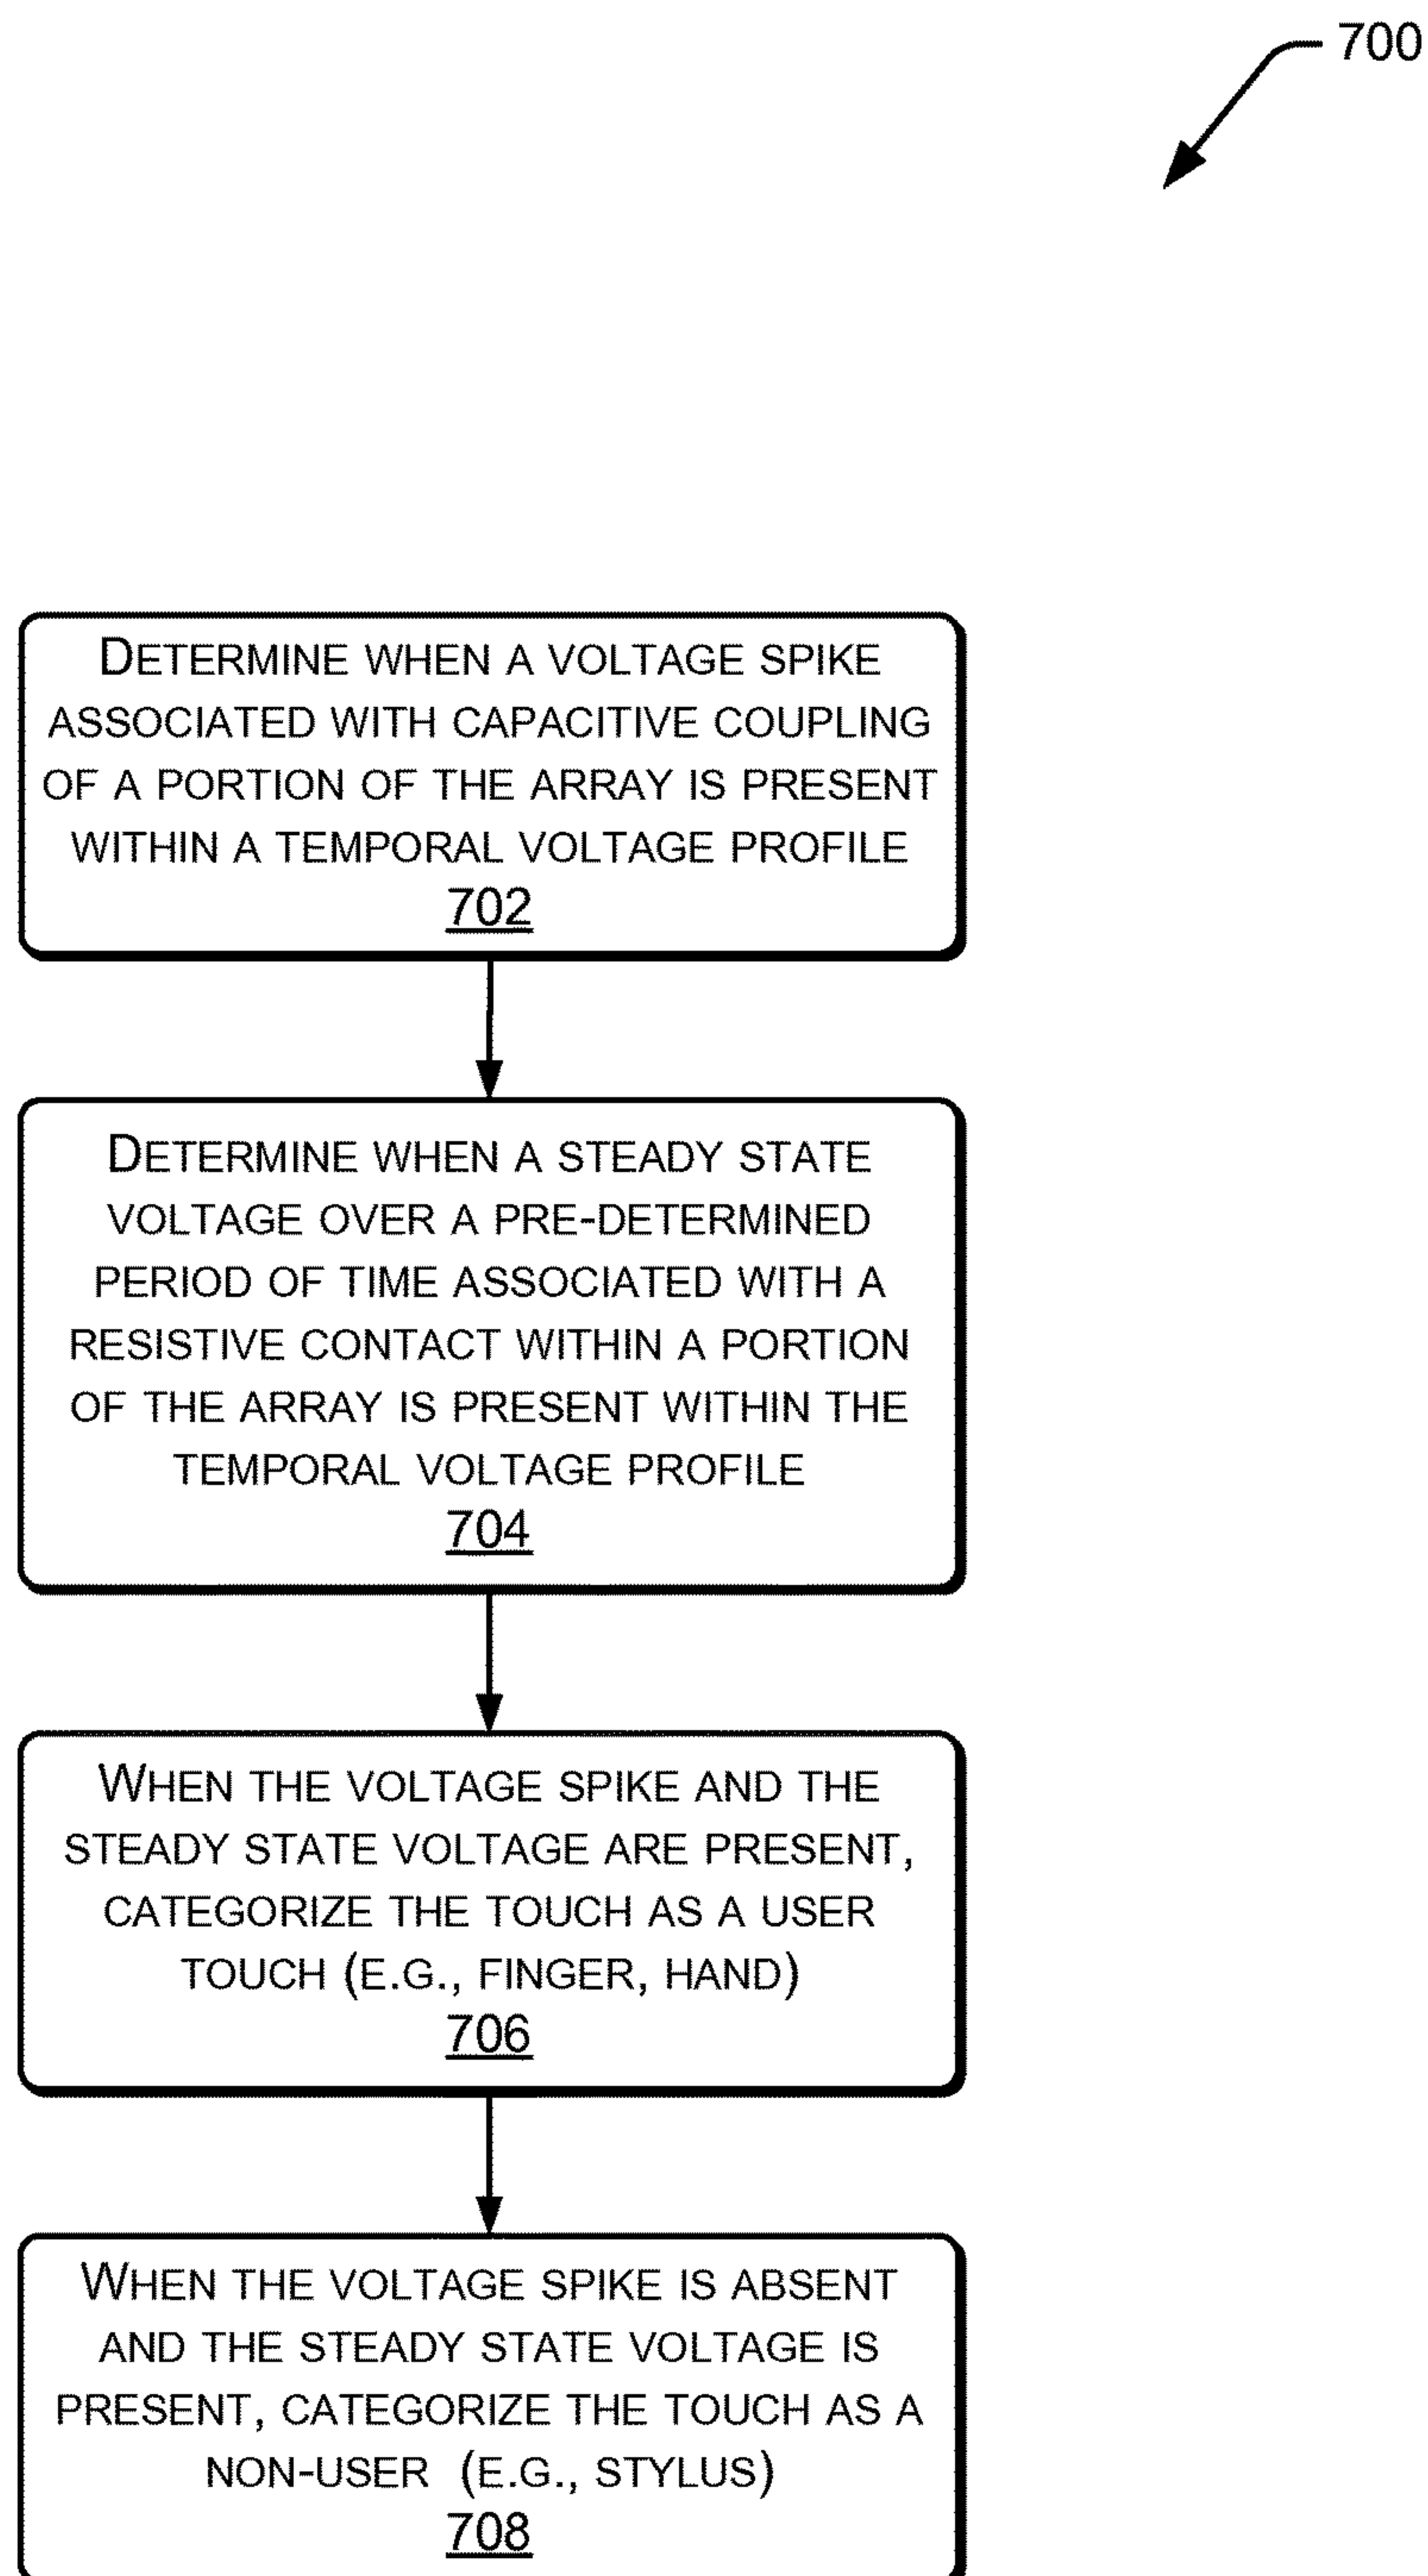 700
DETERMINE WHEN A VOLTAGE SPIKE
ASSOCIATED WITH CAPACITIVE COUPLING
OF A PORTION OF THE ARRAY IS PRESENT
WITHIN A TEMPORAL VOLTAGE PROFILE
702
DETERMINE WHEN A STEADY STATE
VOLTAGE OVER A PRE-DETERMINED
PERIOD OF TIME ASSOCIATED WITH A
RESISTIVE CONTACT WITHIN A PORTION
OF THE ARRAY IS PRESENT WITHIN THE
TEMPORAL VOLTAGE PROFILE
704
WHEN THE VOLTAGE SPIKE AND THE
STEADY STATE VOLTAGE ARE PRESENT,
CATEGORIZE THE TOUCH AS A USER
TOUCH (E.G., FINGER, HAND)
706
WHEN THE VOLTAGE SPIKE IS ABSENT
AND THE STEADY STATE VOLTAGE IS
PRESENT, CATEGORIZE THE TOUCH AS A
NON-USER (E.G., STYLUS)
708